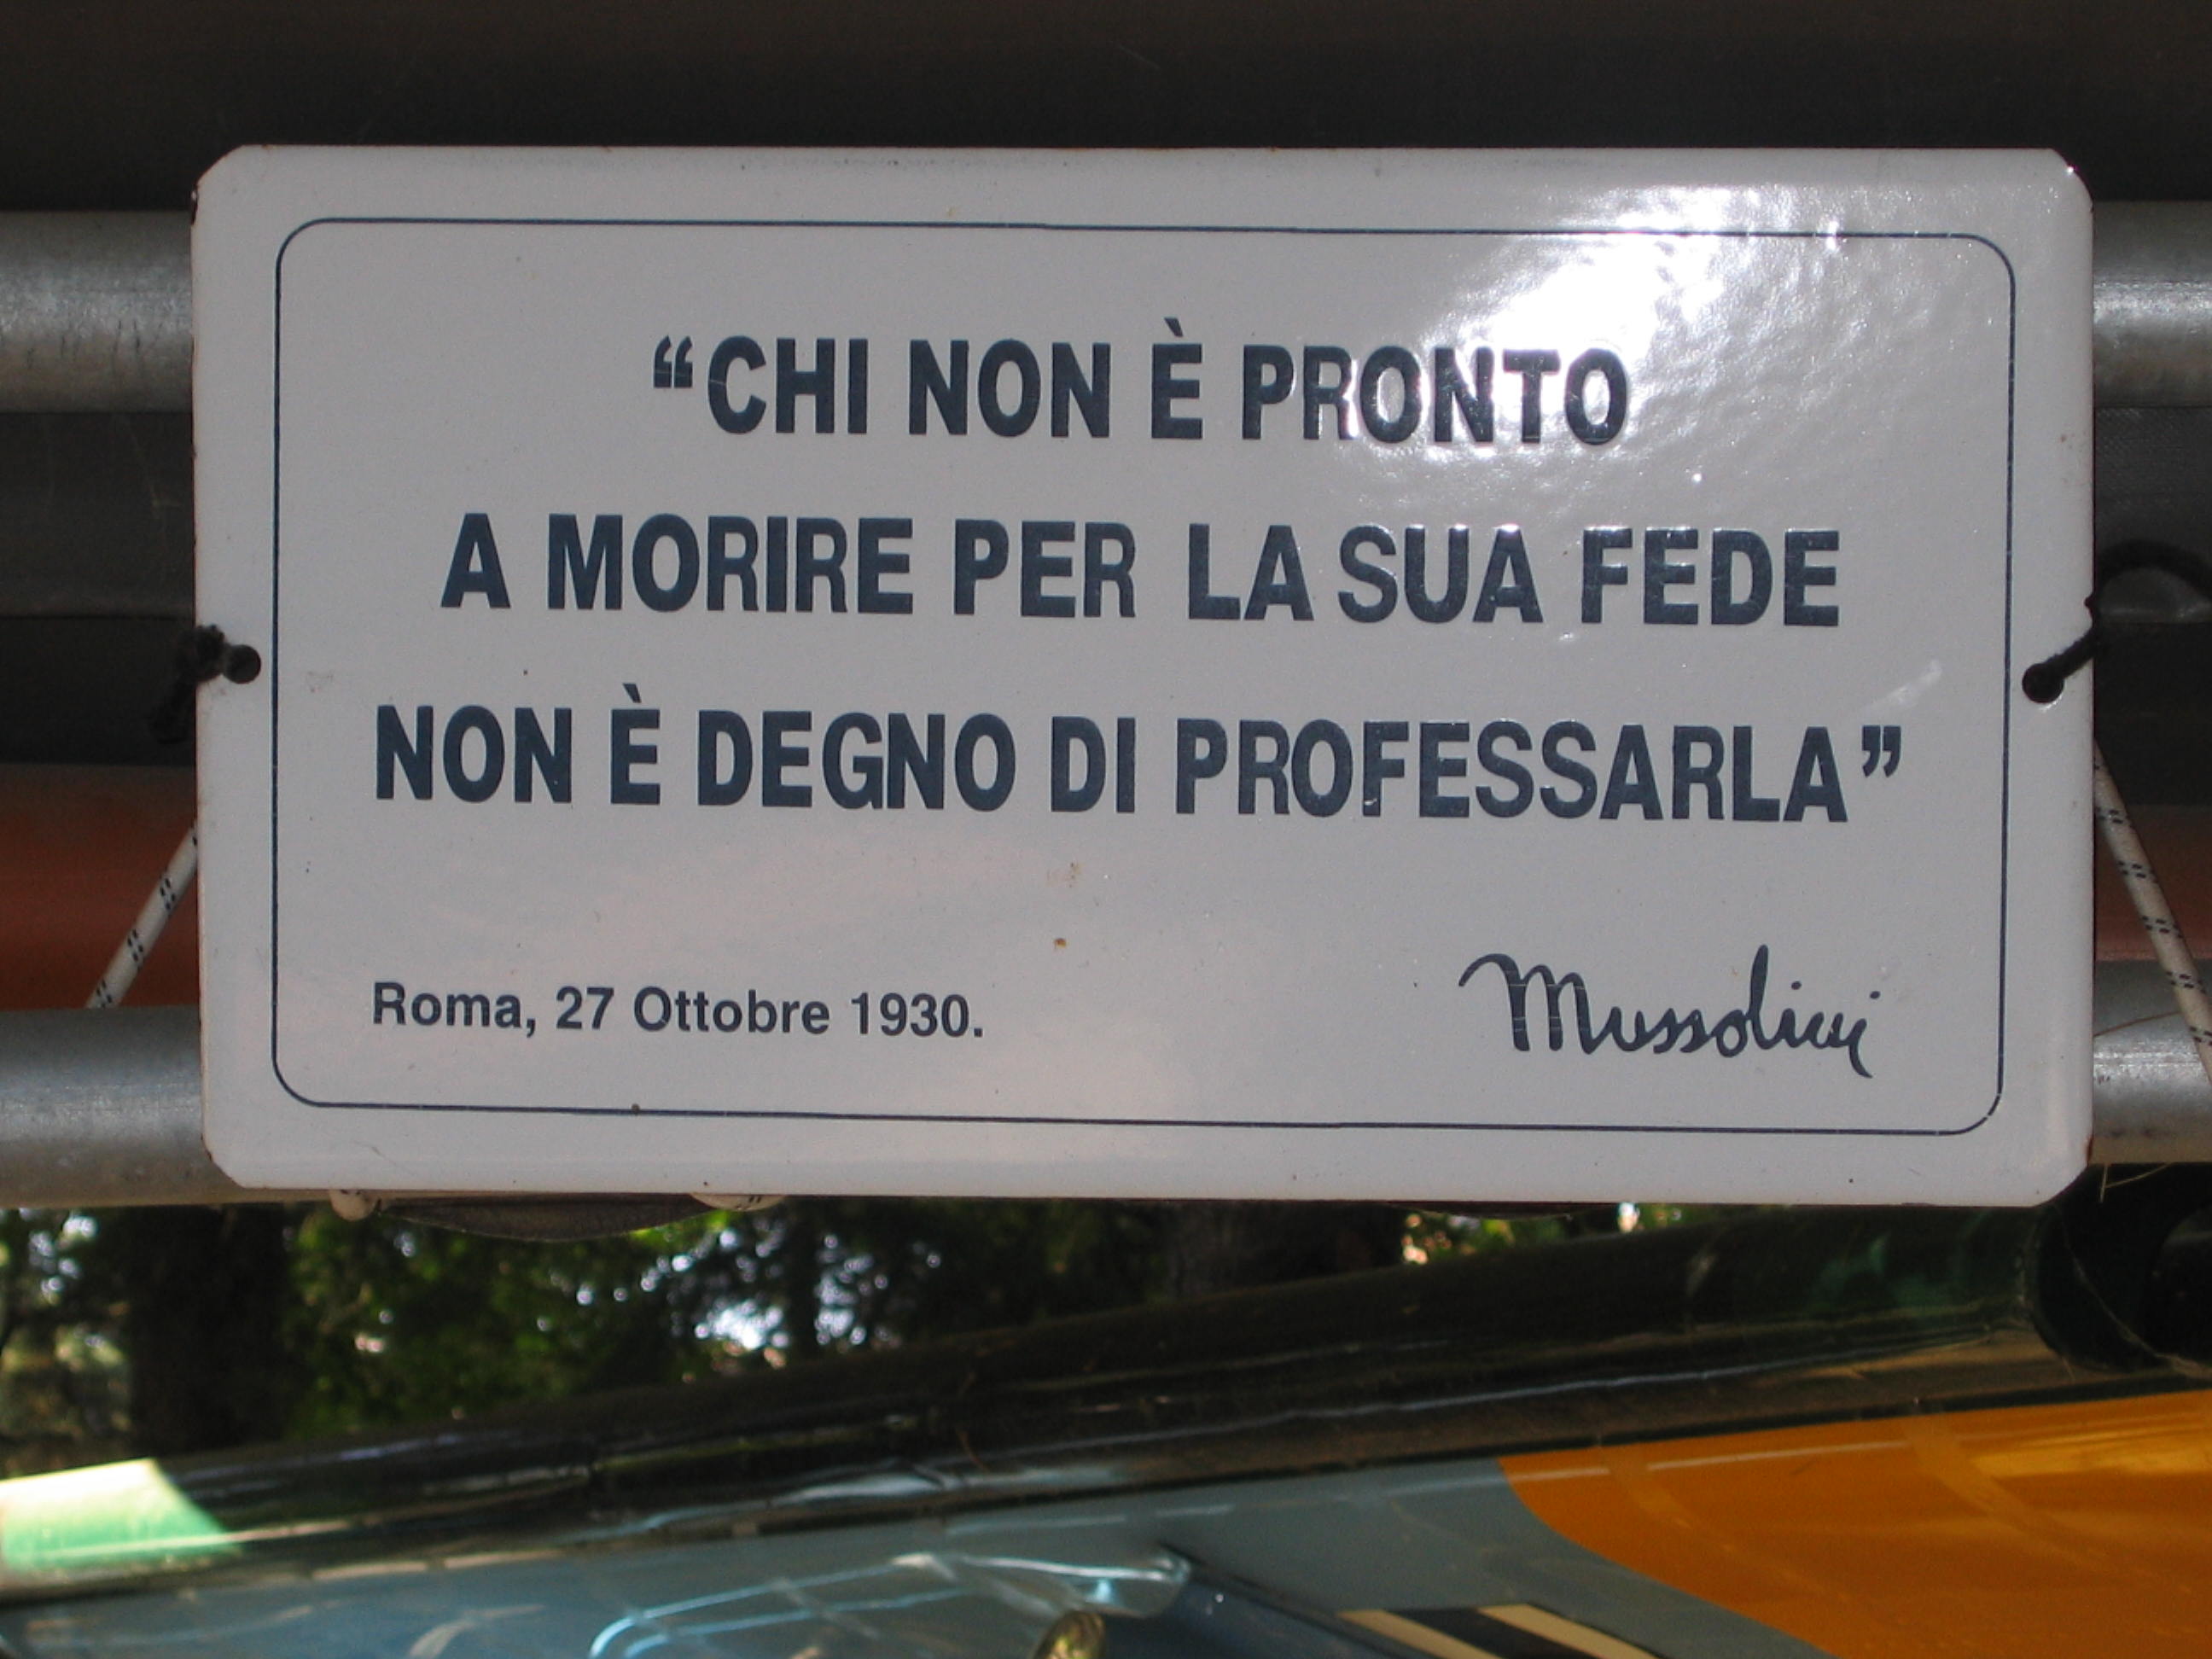 “CHI NON È PRONTO
A MORIRE PER LA SUA FEDE
NON È DEGNO DI PROFESSARLA”
Roma, 27 Ottobre 1930.
Mussolini